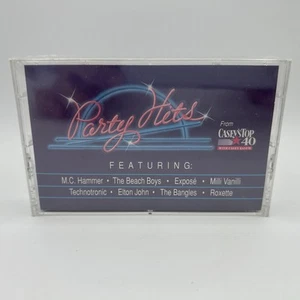 Party Hits
From
CASEY'S TOP
40
FEATURING:
M.C. Hammer • The Beach Boys • Exposé • Milli Vanilli
Technotronic • Elton John • The Bangles • Roxette